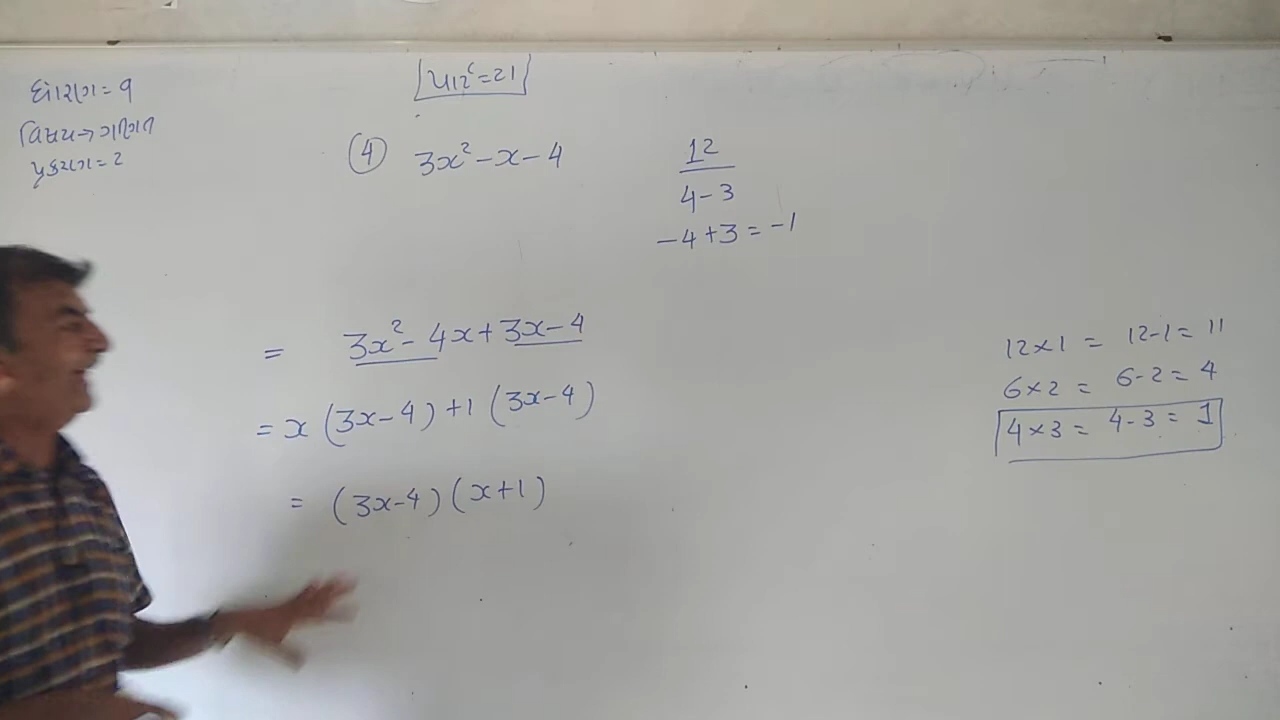 ધોરણ = ૧
વિષય → ગણિત
પ્રકરણ = 2
પાર્ટ = 21
④ 3x² - x - 4
12
4 - 3
-4 + 3 = -1
= 3x² - 4x + 3x - 4
= x (3x - 4) + 1 (3x - 4)
= (3x - 4) (x + 1)
12 × 1 = 12 - 1 = 11
6 × 2 = 6 - 2 = 4
4 × 3 = 4 - 3 = 1